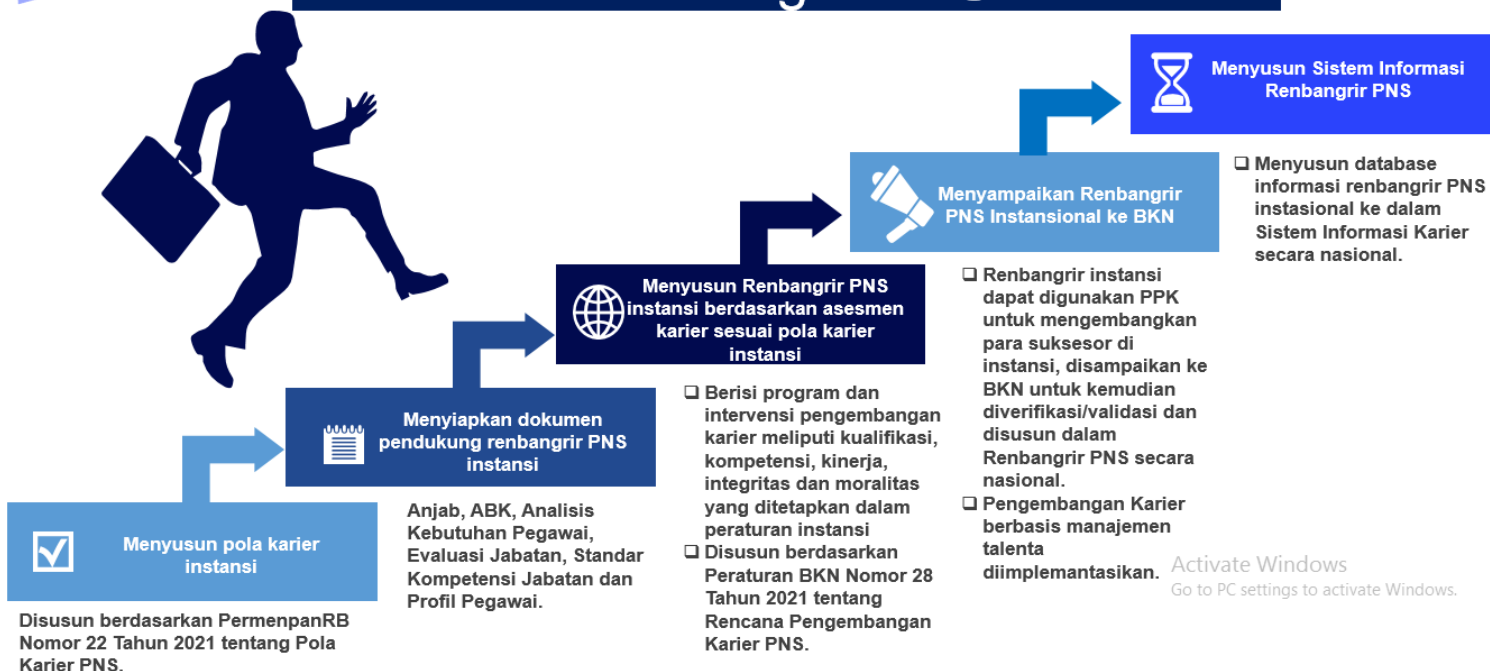 Menyusun Sistem Informasi
Renbangrir PNS
❑ Menyusun database
informasi renbangrir PNS
instasional ke dalam
Sistem Informasi Karier
secara nasional.
Menyampaikan Renbangrir
PNS Instansional ke BKN
❑ Renbangrir instansi
dapat digunakan PPK
untuk mengembangkan
para suksesor di
instansi, disampaikan ke
BKN untuk kemudian
diverifikasi/validasi dan
disusun dalam
Renbangrir PNS secara
nasional.
❑ Pengembangan Karier
berbasis manajemen
talenta
diimplemantasikan.
Menyusun Renbangrir PNS
instansi berdasarkan asesmen
karier sesuai pola karier
instansi
❑ Berisi program dan
intervensi pengembangan
karier meliputi kualifikasi,
kompetensi, kinerja,
integritas dan moralitas
yang ditetapkan dalam
peraturan instansi
❑ Disusun berdasarkan
Peraturan BKN Nomor 28
Tahun 2021 tentang
Rencana Pengembangan
Karier PNS.
Menyiapkan dokumen
pendukung renbangrir PNS
instansi
Anjab, ABK, Analisis
Kebutuhan Pegawai,
Evaluasi Jabatan, Standar
Kompetensi Jabatan dan
Profil Pegawai.
Menyusun pola karier
instansi
Disusun berdasarkan PermenpanRB
Nomor 22 Tahun 2021 tentang Pola
Karier PNS.
Activate Windows
Go to PC settings to activate Windows.